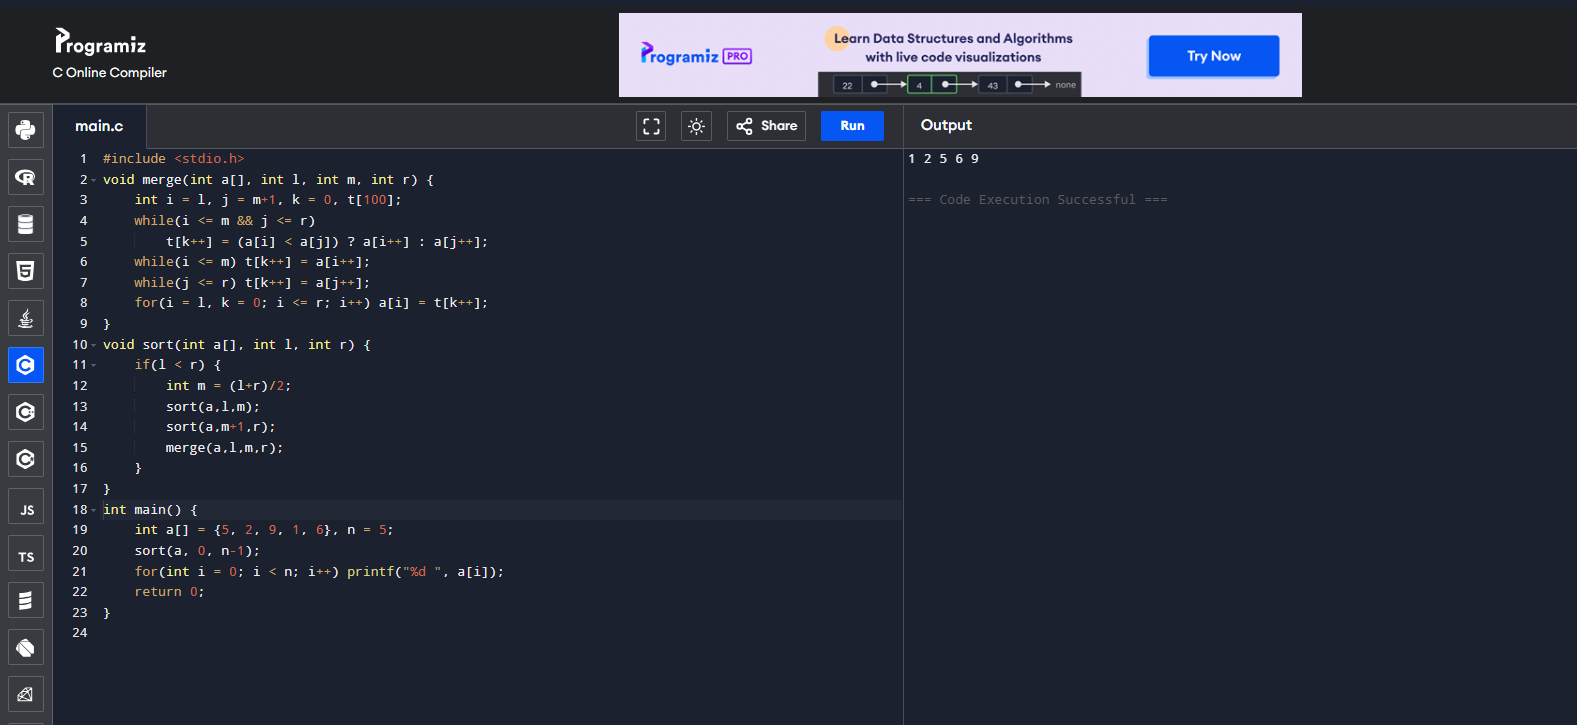 Programiz
C Online Compiler
Programiz PRO
Learn Data Structures and Algorithms
with live code visualizations
22 4 43 none
Try Now
main.c
Share
Run
Output
1 #include <stdio.h>
2 void merge(int a[], int l, int m, int r) {
3     int i = l, j = m+1, k = 0, t[100];
4     while(i <= m && j <= r)
5         t[k++] = (a[i] < a[j]) ? a[i++] : a[j++];
6     while(i <= m) t[k++] = a[i++];
7     while(j <= r) t[k++] = a[j++];
8     for(i = l, k = 0; i <= r; i++) a[i] = t[k++];
9 }
10 void sort(int a[], int l, int r) {
11     if(l < r) {
12         int m = (l+r)/2;
13         sort(a,l,m);
14         sort(a,m+1,r);
15         merge(a,l,m,r);
16     }
17 }
18 int main() {
19     int a[] = {5, 2, 9, 1, 6}, n = 5;
20     sort(a, 0, n-1);
21     for(int i = 0; i < n; i++) printf("%d ", a[i]);
22     return 0;
23 }
24
1 2 5 6 9
=== Code Execution Successful ===
R
5
C
C
C
JS
TS